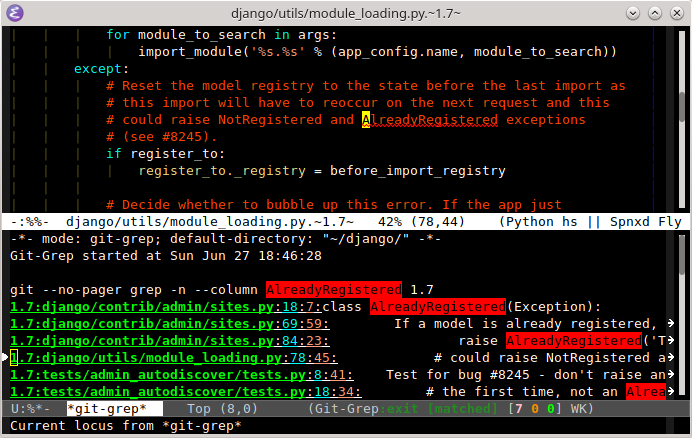 django/utils/module_loading.py.~1.7~
for module_to_search in args:
import_module('%s.%s' % (app_config.name, module_to_search))
except:
# Reset the model registry to the state before the last import as
# this import will have to reoccur on the next request and this
# could raise NotRegistered and AlreadyRegistered exceptions
# (see #8245).
if register_to:
register_to._registry = before_import_registry
# Decide whether to bubble up this error. If the app just
-:%%-  django/utils/module_loading.py.~1.7~   42% (78,44)    (Python hs || Spnxd Fly
-*- mode: git-grep; default-directory: "~/django/" -*-
Git-Grep started at Sun Jun 27 18:46:28
git --no-pager grep -n --column AlreadyRegistered 1.7
1.7:django/contrib/admin/sites.py:18:7:class AlreadyRegistered(Exception):
1.7:django/contrib/admin/sites.py:69:59:        If a model is already registered,
1.7:django/contrib/admin/sites.py:84:23:                raise AlreadyRegistered('T
1.7:django/utils/module_loading.py:78:45:            # could raise NotRegistered a
1.7:tests/admin_autodiscover/tests.py:8:41:    Test for bug #8245 - don't raise an
1.7:tests/admin_autodiscover/tests.py:18:34:        # the first time, not an Alrea
U:%*-  *git-grep*     Top (8,0)      (Git-Grep:exit [matched] [7 0 0] WK)
Current locus from *git-grep*